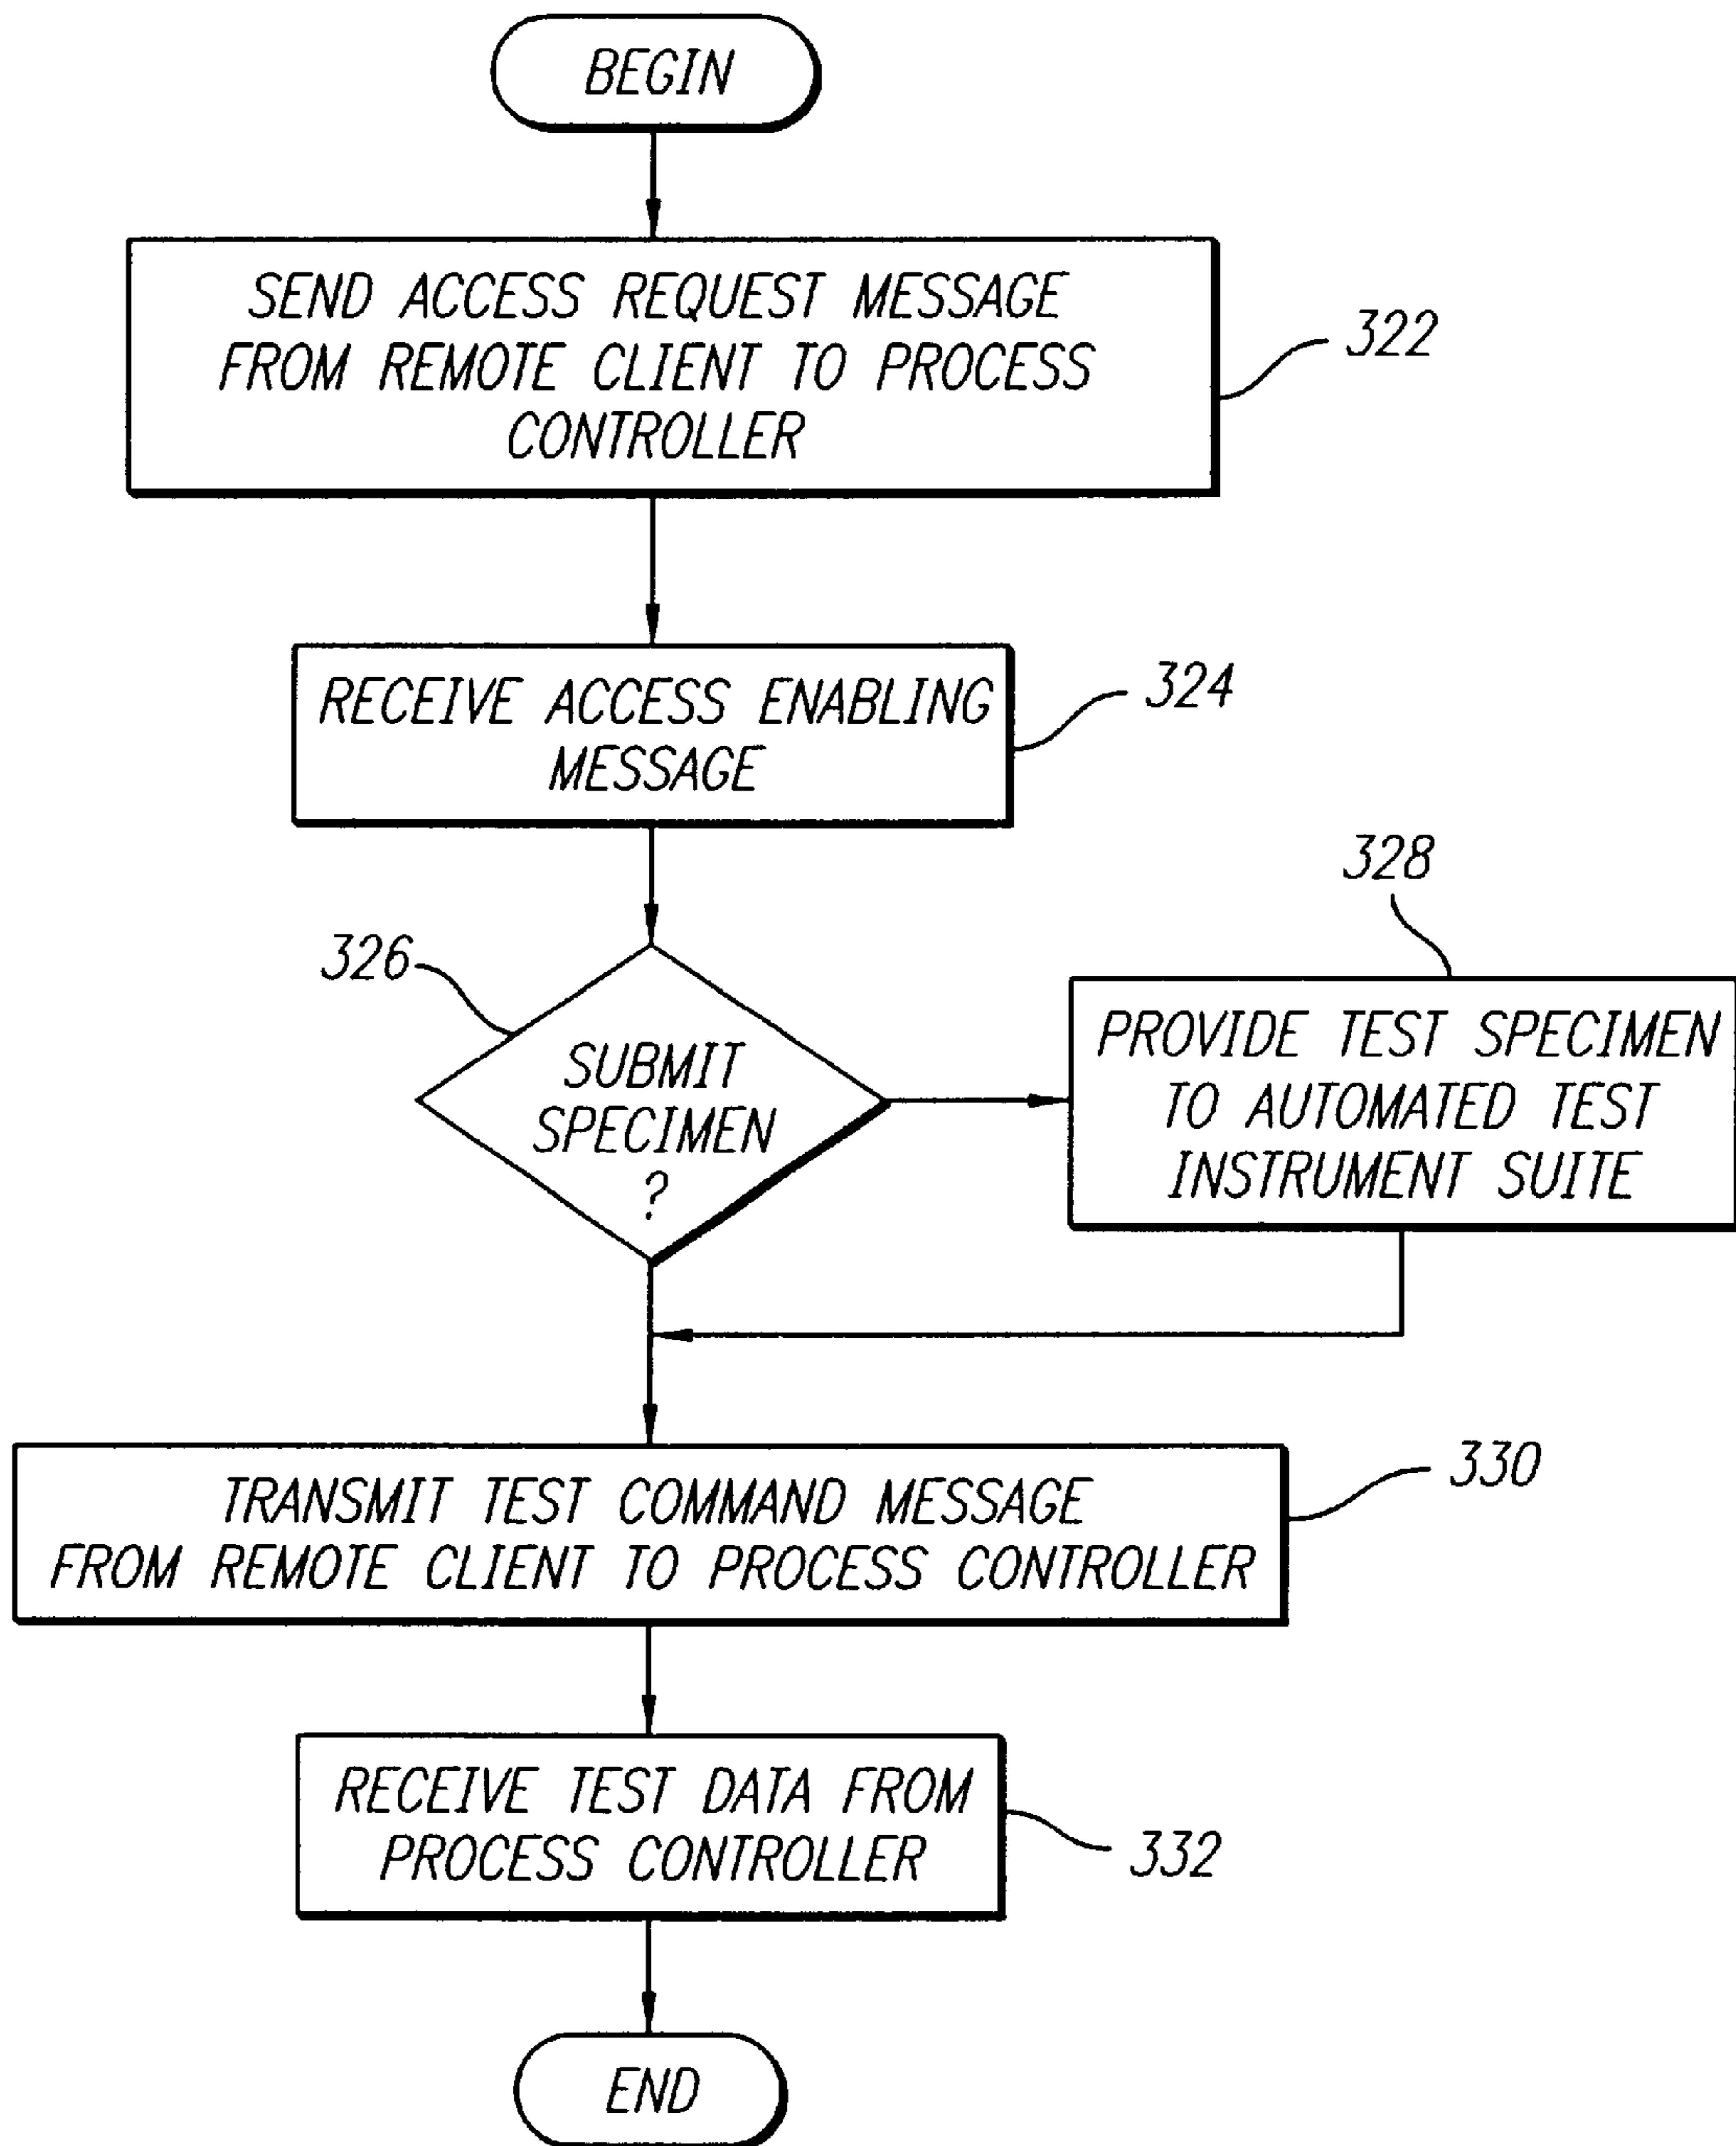 BEGIN
SEND ACCESS REQUEST MESSAGE
FROM REMOTE CLIENT TO PROCESS
CONTROLLER
322
RECEIVE ACCESS ENABLING
MESSAGE
324
326
SUBMIT
SPECIMEN
?
328
PROVIDE TEST SPECIMEN
TO AUTOMATED TEST
INSTRUMENT SUITE
TRANSMIT TEST COMMAND MESSAGE
FROM REMOTE CLIENT TO PROCESS CONTROLLER
330
RECEIVE TEST DATA FROM
PROCESS CONTROLLER
332
END